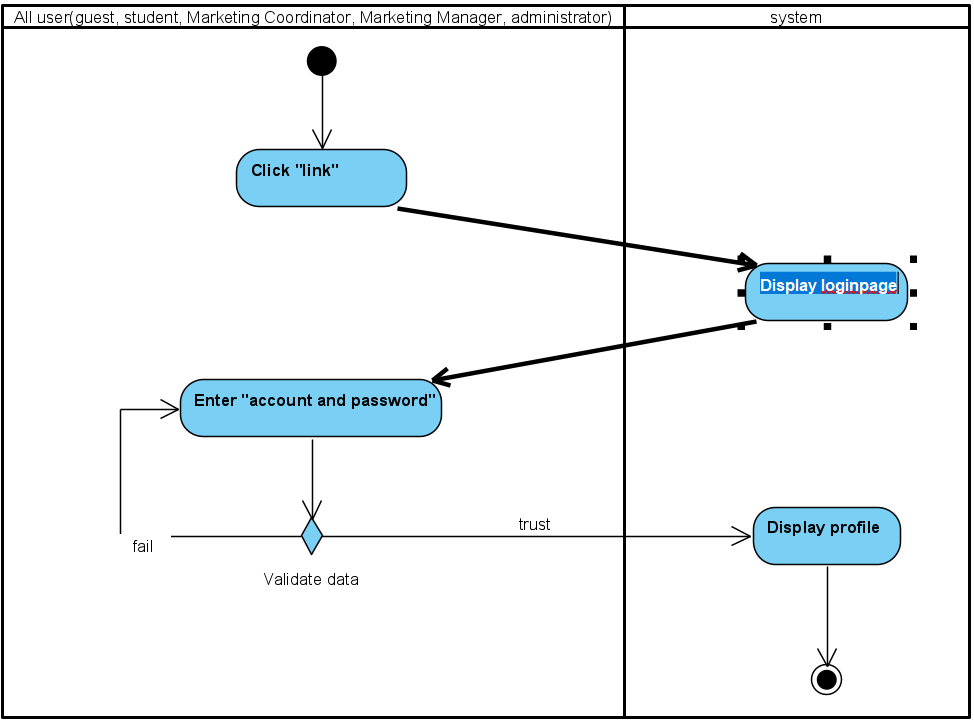 All user(guest, student, Marketing Coordinator, Marketing Manager, administrator)
system
Click "link"
Display loginpage
Enter "account and password"
trust
Display profile
fail
Validate data